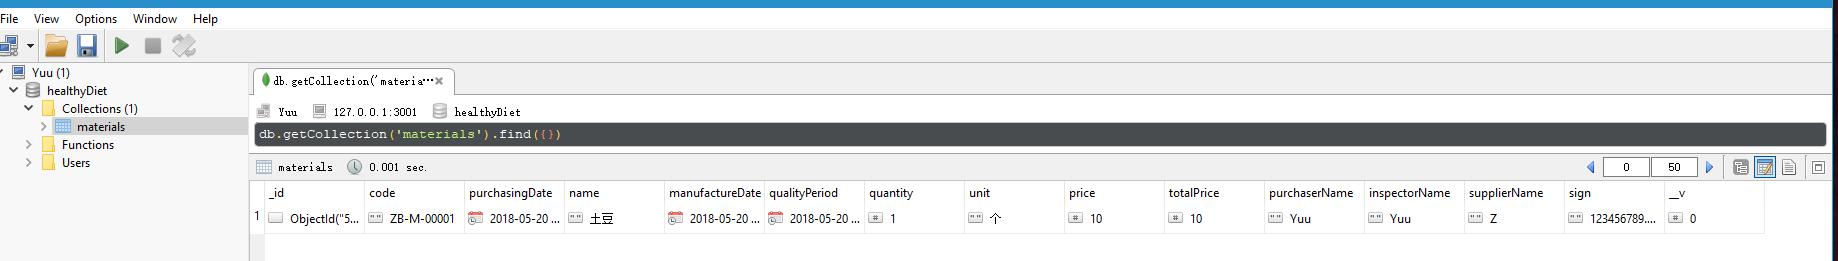 File View Options Window Help
Yuu (1)
healthyDiet
Collections (1)
materials
Functions
Users
db.getCollection('materia…
Yuu 127.0.0.1:3001 healthyDiet
db.getCollection('materials').find({})
materials 0.001 sec. 0 50
_id code purchasingDate name manufactureDate qualityPeriod quantity unit price totalPrice purchaserName inspectorName supplierName sign __v
1 ObjectId("5... "" ZB-M-00001 2018-05-20 ... "" 土豆 2018-05-20 ... 2018-05-20 ... # 1 "" 个 # 10 # 10 "" Yuu "" Yuu "" Z "" 123456789.... # 0